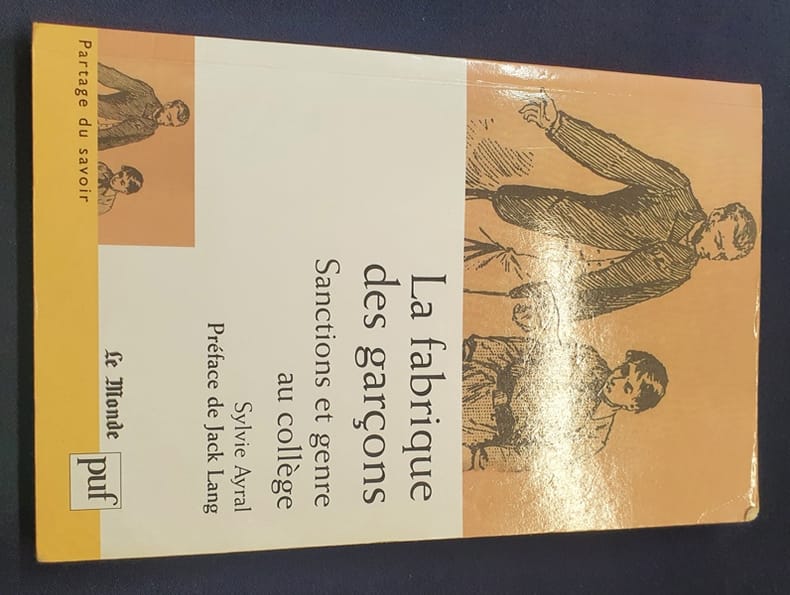 La fabrique
des garçons
Sanctions et genre
au collège
Sylvie Ayral
Préface de Jack Lang
Partage du savoir
Le Monde
puf